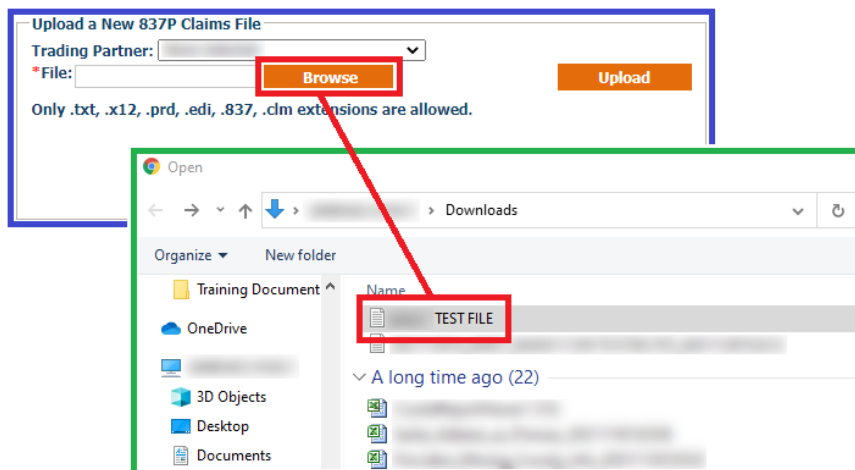 Upload a New 837P Claims File
Trading Partner:
*File: Browse Upload
Only .txt, .x12, .prd, .edi, .837, .clm extensions are allowed.
Open
Downloads
Organize New folder
Training Document Name
TEST FILE
OneDrive
A long time ago (22)
3D Objects
Desktop
Documents